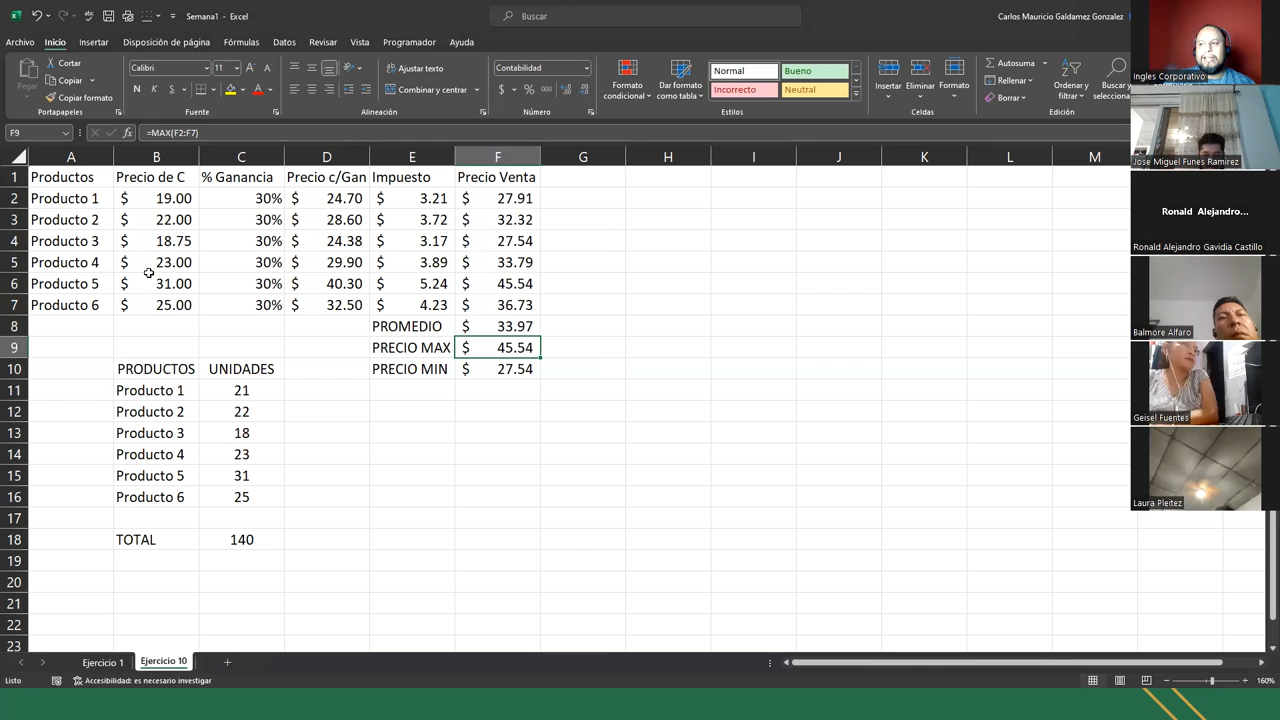 Semana1 - Excel
Buscar
Carlos Mauricio Galdamez Gonzalez
Archivo Inicio Insertar Disposición de página Fórmulas Datos Revisar Vista Programador Ayuda
Pegar
Cortar
Copiar
Copiar formato
Portapapeles
Calibri 11
N K S
Fuente
Ajustar texto
Combinar y centrar
Alineación
Contabilidad
$ % 000
Número
Formato condicional
Dar formato como tabla
Normal Bueno
Incorrecto Neutral
Estilos
Insertar Eliminar Formato
Celdas
Autosuma
Rellenar
Borrar
Ordenar y
Buscar y
selecciona
Edición
F9 fx =MAX(F2:F7)
A B C D E F G H I J K L M
1 Productos Precio de C % Ganancia Precio c/Gan Impuesto Precio Venta
2 Producto 1 $ 19.00 30% $ 24.70 $ 3.21 $ 27.91
3 Producto 2 $ 22.00 30% $ 28.60 $ 3.72 $ 32.32
4 Producto 3 $ 18.75 30% $ 24.38 $ 3.17 $ 27.54
5 Producto 4 $ 23.00 30% $ 29.90 $ 3.89 $ 33.79
6 Producto 5 $ 31.00 30% $ 40.30 $ 5.24 $ 45.54
7 Producto 6 $ 25.00 30% $ 32.50 $ 4.23 $ 36.73
8 PROMEDIO $ 33.97
9 PRECIO MAX $ 45.54
10 PRODUCTOS UNIDADES PRECIO MIN $ 27.54
11 Producto 1 21
12 Producto 2 22
13 Producto 3 18
14 Producto 4 23
15 Producto 5 31
16 Producto 6 25
17
18 TOTAL 140
19
20
21
22
23
Ejercicio 1 Ejercicio 10
Listo Accesibilidad: es necesario investigar 160%
Ingles Corporativo
Jose Miguel Funes Ramirez
Ronald Alejandro...
Ronald Alejandro Gavidia Castillo
Balmore Alfaro
Geisel Fuentes
Laura Pleitez